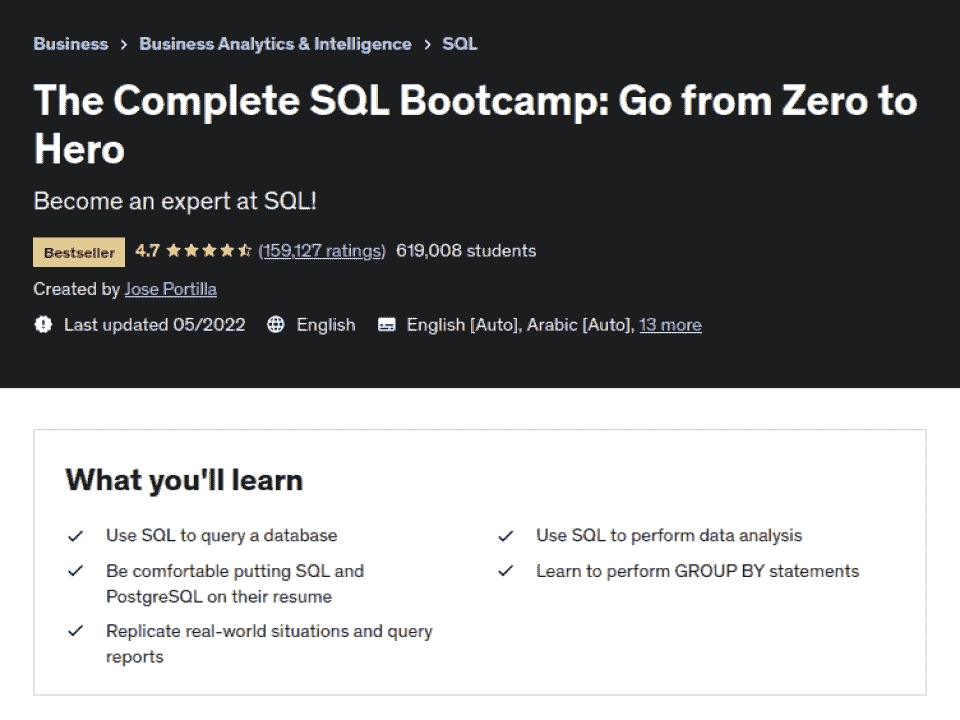 Business > Business Analytics & Intelligence > SQL
The Complete SQL Bootcamp: Go from Zero to
Hero
Become an expert at SQL!
Bestseller 4.7 (159,127 ratings) 619,008 students
Created by Jose Portilla
Last updated 05/2022 English English [Auto], Arabic [Auto], 13 more
What you'll learn
Use SQL to query a database
Be comfortable putting SQL and
PostgreSQL on their resume
Replicate real-world situations and query
reports
Use SQL to perform data analysis
Learn to perform GROUP BY statements